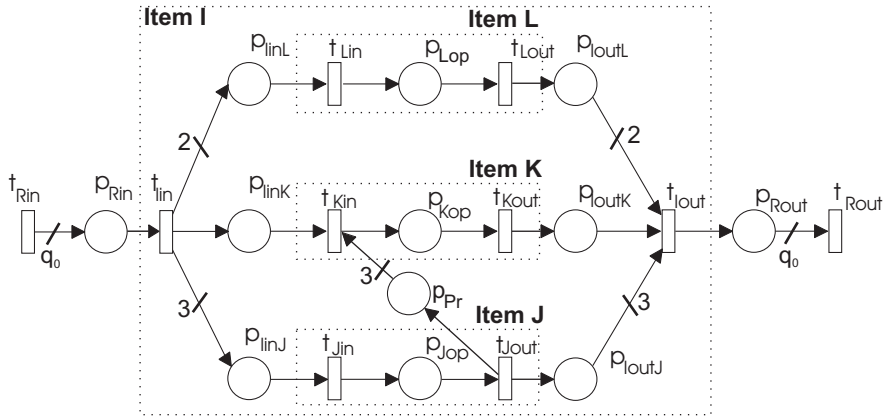 Item I
Item L
p_IinL
t_Lin
p_Lop
t_Lout
p_IoutL
2
2
Item K
t_Rin
p_Rin
t_Iin
p_IinK
t_Kin
p_Kop
t_Kout
p_IoutK
t_Iout
p_Rout
t_Rout
q_0
q_0
3
p_Pr
3
3
Item J
p_IinJ
t_Jin
p_Jop
t_Jout
p_IoutJ